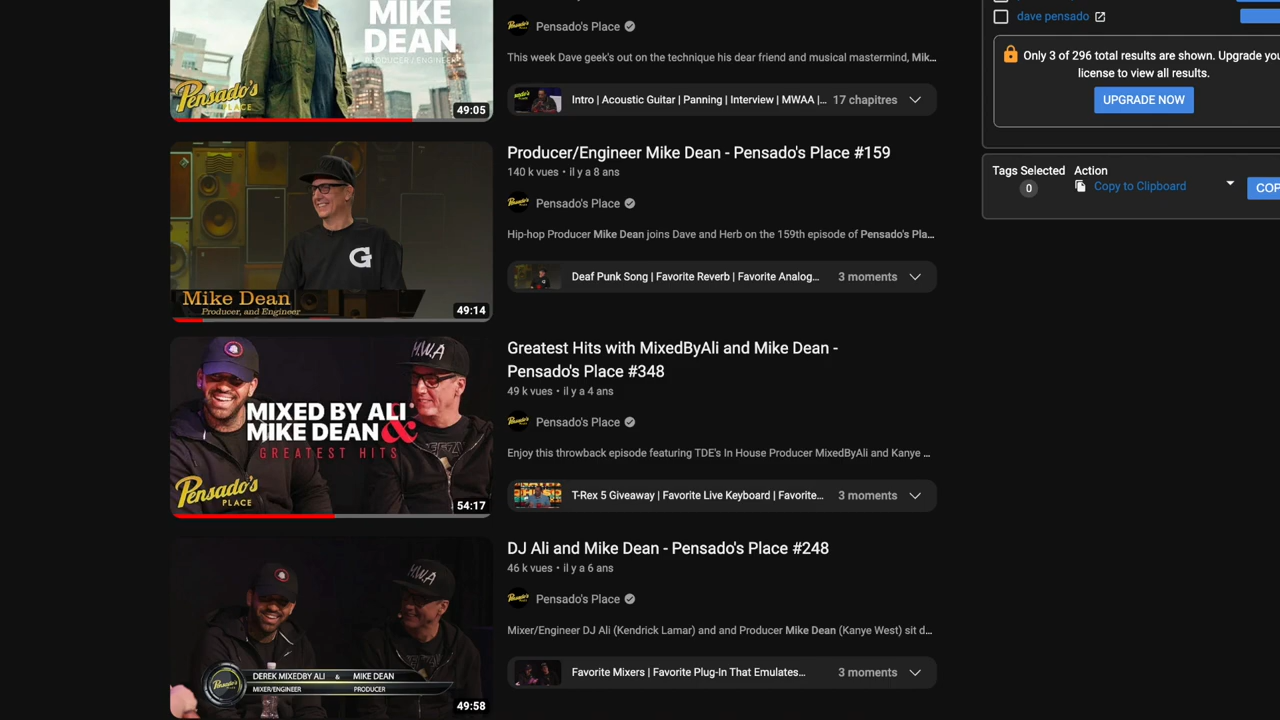 MIKE
DEAN
PRODUCER / ENGINEER
Pensado's
PLACE
49:05
Pensado's Place
This week Dave geek's out on the technique his dear friend and musical mastermind, Mik...
Intro | Acoustic Guitar | Panning | Interview | MWAA |... 17 chapitres
dave pensado
Only 3 of 296 total results are shown. Upgrade you
license to view all results.
UPGRADE NOW
Tags Selected Action
0 Copy to Clipboard COP
G
Mike Dean
Producer, and Engineer
49:14
Producer/Engineer Mike Dean - Pensado's Place #159
140 k vues • il y a 8 ans
Pensado's Place
Hip-hop Producer Mike Dean joins Dave and Herb on the 159th episode of Pensado's Pla...
Deaf Punk Song | Favorite Reverb | Favorite Analog... 3 moments
M.W.A
MIXED BY ALI
MIKE DEAN &
GREATEST HITS
Pensado's
PLACE
54:17
Greatest Hits with MixedByAli and Mike Dean -
Pensado's Place #348
49 k vues • il y a 4 ans
Pensado's Place
Enjoy this throwback episode featuring TDE's In House Producer MixedByAli and Kanye ...
T-Rex 5 Giveaway | Favorite Live Keyboard | Favorite... 3 moments
M.W.A
Pensado's
DEREK MIXEDBY ALI & MIKE DEAN
MIXER/ENGINEER PRODUCER
49:58
DJ Ali and Mike Dean - Pensado's Place #248
46 k vues • il y a 6 ans
Pensado's Place
Mixer/Engineer DJ Ali (Kendrick Lamar) and and Producer Mike Dean (Kanye West) sit d...
Favorite Mixers | Favorite Plug-In That Emulates... 3 moments